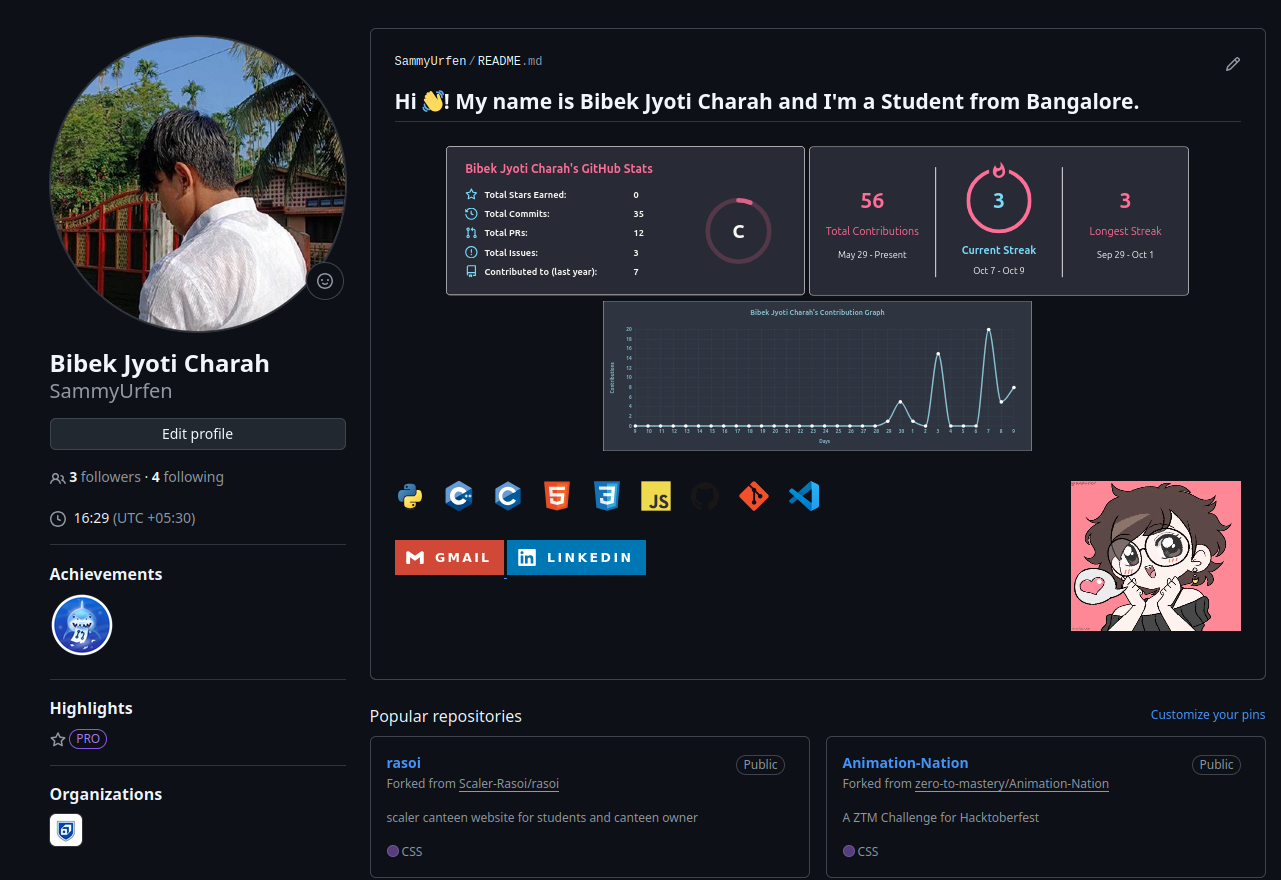 SammyUrfen / README.md
Hi 👋! My name is Bibek Jyoti Charah and I'm a Student from Bangalore.
Bibek Jyoti Charah's GitHub Stats
Total Stars Earned: 0
Total Commits: 35
Total PRs: 12
Total Issues: 3
Contributed to (last year): 7
C
56
Total Contributions
May 29 - Present
3
Current Streak
Oct 7 - Oct 9
3
Longest Streak
Sep 29 - Oct 1
Bibek Jyoti Charah's Contribution Graph
Contributions
20
18
16
14
12
10
8
6
4
2
0
9 10 11 12 13 14 15 16 17 18 19 20 21 22 23 24 25 26 27 28 29 30 1 2 3 4 5 6 7 8 9
Days
JS
GMAIL
LINKEDIN
Bibek Jyoti Charah
SammyUrfen
Edit profile
3 followers · 4 following
16:29 (UTC +05:30)
Achievements
Highlights
PRO
Organizations
Popular repositories
Customize your pins
rasoi
Public
Forked from Scaler-Rasoi/rasoi
scaler canteen website for students and canteen owner
CSS
Animation-Nation
Public
Forked from zero-to-mastery/Animation-Nation
A ZTM Challenge for Hacktoberfest
CSS